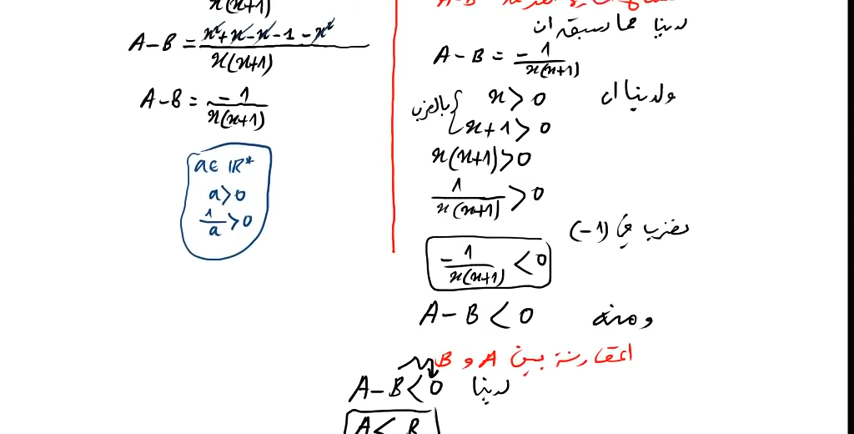 x(x+1)
A-B = x²+x-x-1-x² / x(x+1)
A-B = -1 / x(x+1)
a∈ℝ*
a>0
1/a >0
لدينا مما سبق ان
A-B = -1 / x(x+1)
ولدينا ان x>0
بالضرب { x+1>0
x(x+1)>0
1 / x(x+1) >0
نضرب في (-1)
-1 / x(x+1) <0
ومنه A-B<0
المقارنة بين A و B
لدينا A-B<0
A<B